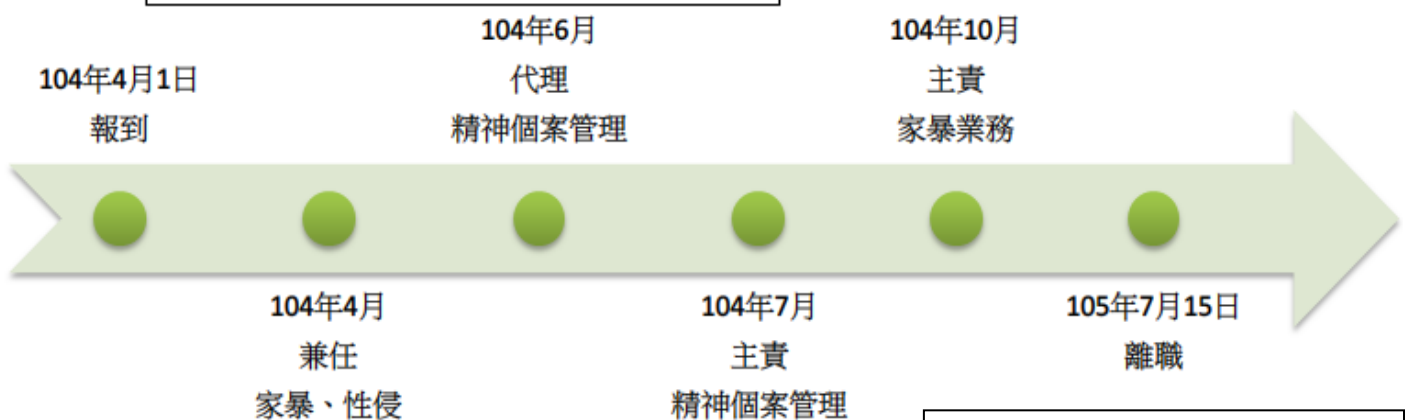 104年4月1日
報到
104年4月
兼任
家暴、性侵
104年6月
代理
精神個案管理
104年7月
主責
精神個案管理
104年10月
主責
家暴業務
105年7月15日
離職